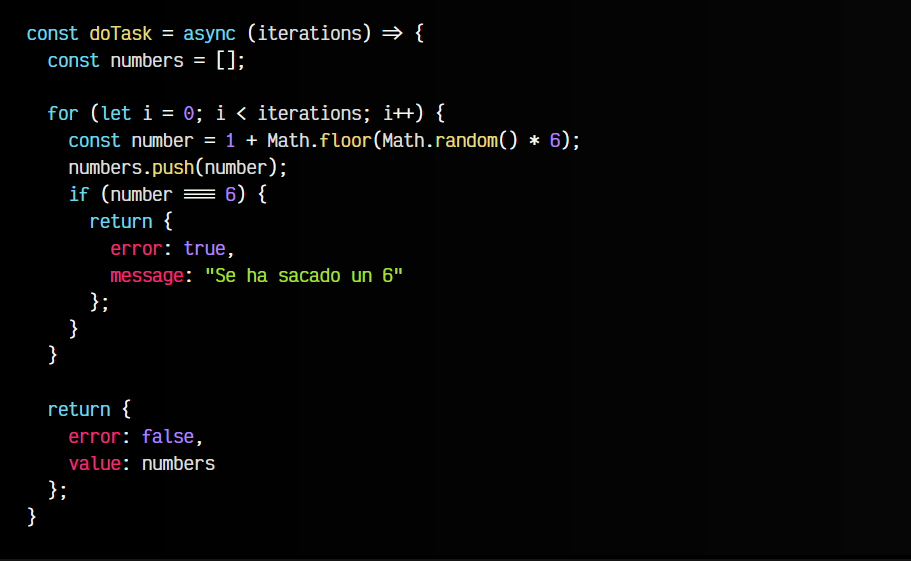 const doTask = async (iterations) => {
  const numbers = [];

  for (let i = 0; i < iterations; i++) {
    const number = 1 + Math.floor(Math.random() * 6);
    numbers.push(number);
    if (number === 6) {
      return {
        error: true,
        message: "Se ha sacado un 6"
      };
    }
  }

  return {
    error: false,
    value: numbers
  };
}